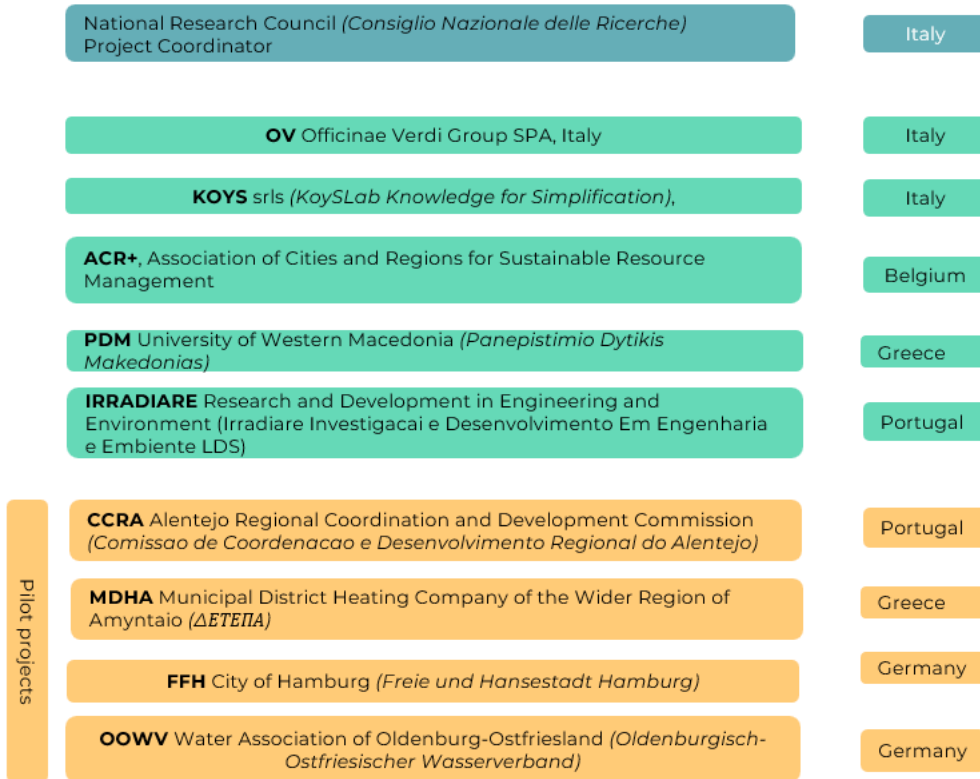 National Research Council (Consiglio Nazionale delle Ricerche)
Project Coordinator
Italy
OV Officinae Verdi Group SPA, Italy
Italy
KOYS srls (KoySLab Knowledge for Simplification),
Italy
ACR+, Association of Cities and Regions for Sustainable Resource
Management
Belgium
PDM University of Western Macedonia (Panepistimio Dytikis
Makedonias)
Greece
IRRADIARE Research and Development in Engineering and
Environment (Irradiare Investigacai e Desenvolvimento Em Engenharia
e Embiente LDS)
Portugal
Pilot projects
CCRA Alentejo Regional Coordination and Development Commission
(Comissao de Coordenacao e Desenvolvimento Regional do Alentejo)
Portugal
MDHA Municipal District Heating Company of the Wider Region of
Amyntaio (ΔΕΤΕΠΑ)
Greece
FFH City of Hamburg (Freie und Hansestadt Hamburg)
Germany
OOWV Water Association of Oldenburg-Ostfriesland (Oldenburgisch-
Ostfriesischer Wasserverband)
Germany